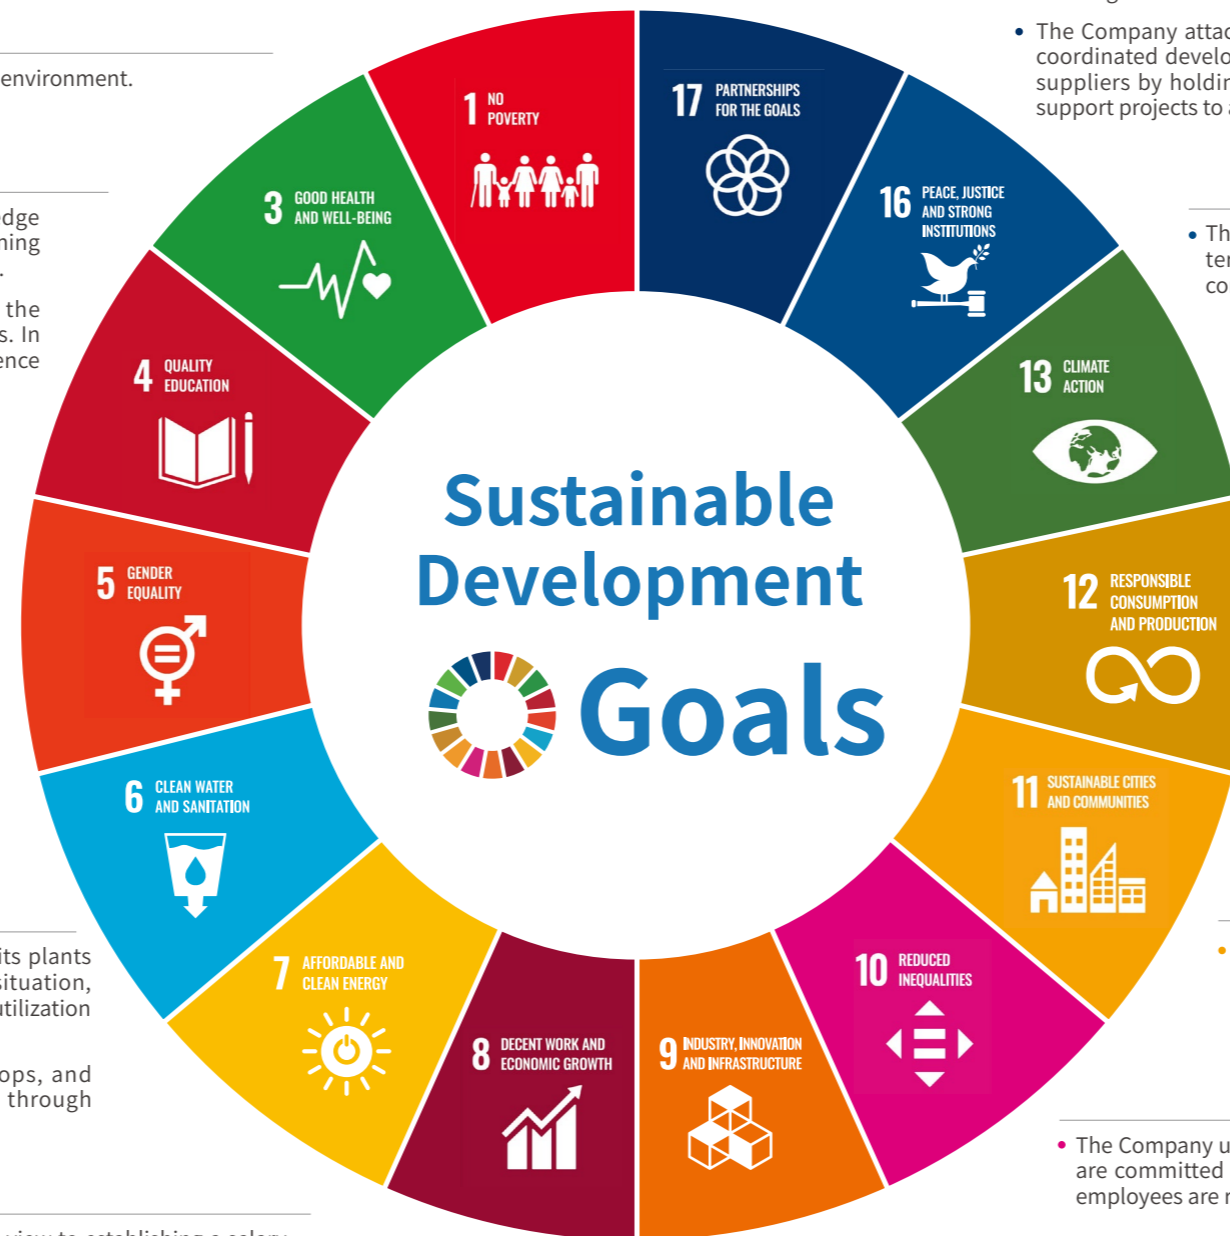 environment.
The Company
coordinated develo
suppliers by holdin
support projects to
1 NO
POVERTY
17 PARTNERSHIPS
FOR THE GOALS
3 GOOD HEALTH
AND WELL-BEING
16 PEACE, JUSTICE
AND STRONG
INSTITUTIONS
edge
ning
.
the
s. In
ence
Th
ter
co
4 QUALITY
EDUCATION
13 CLIMATE
ACTION
Sustainable
Development
Goals
5 GENDER
EQUALITY
12 RESPONSIBLE
CONSUMPTION
AND PRODUCTION
6 CLEAN WATER
AND SANITATION
11 SUSTAINABLE CITIES
AND COMMUNITIES
its plants
situation,
utilization
ops, and
through
7 AFFORDABLE AND
CLEAN ENERGY
10 REDUCED
INEQUALITIES
8 DECENT WORK AND
ECONOMIC GROWTH
9 INDUSTRY, INNOVATION
AND INFRASTRUCTURE
The Company u
are committed
employees are
view to establishing a salary